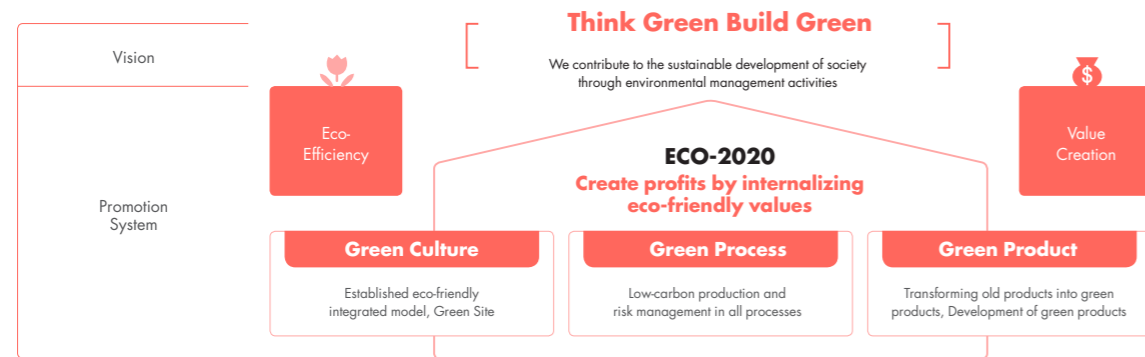 Think Green Build Green
Vision
We contribute to the sustainable development of society
through environmental management activities
$
Eco-
Efficiency
Value
Creation
ECO-2020
Create profits by internalizing
eco-friendly values
Promotion
System
Green Culture
Established eco-friendly
integrated model, Green Site
Green Process
Low-carbon production and
risk management in all processes
Green Product
Transforming old products into green
products, Development of green products